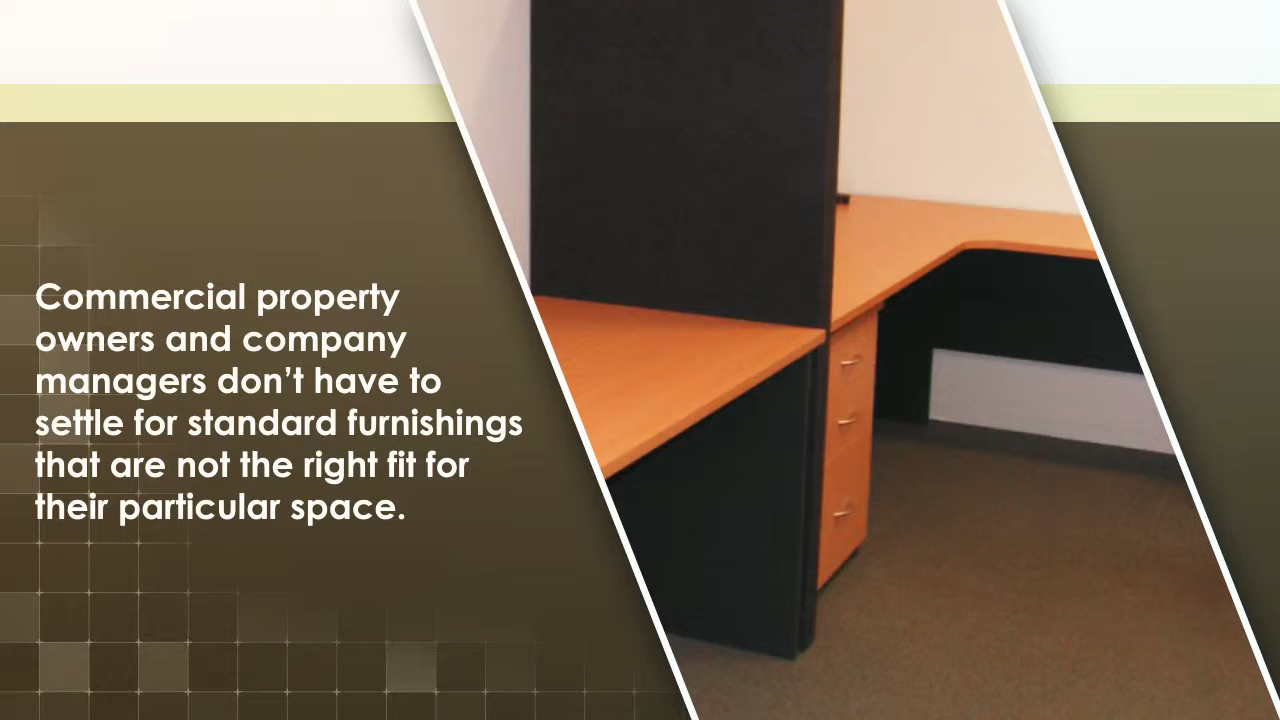 Commercial property
owners and company
managers don’t have to
settle for standard furnishings
that are not the right fit for
their particular space.